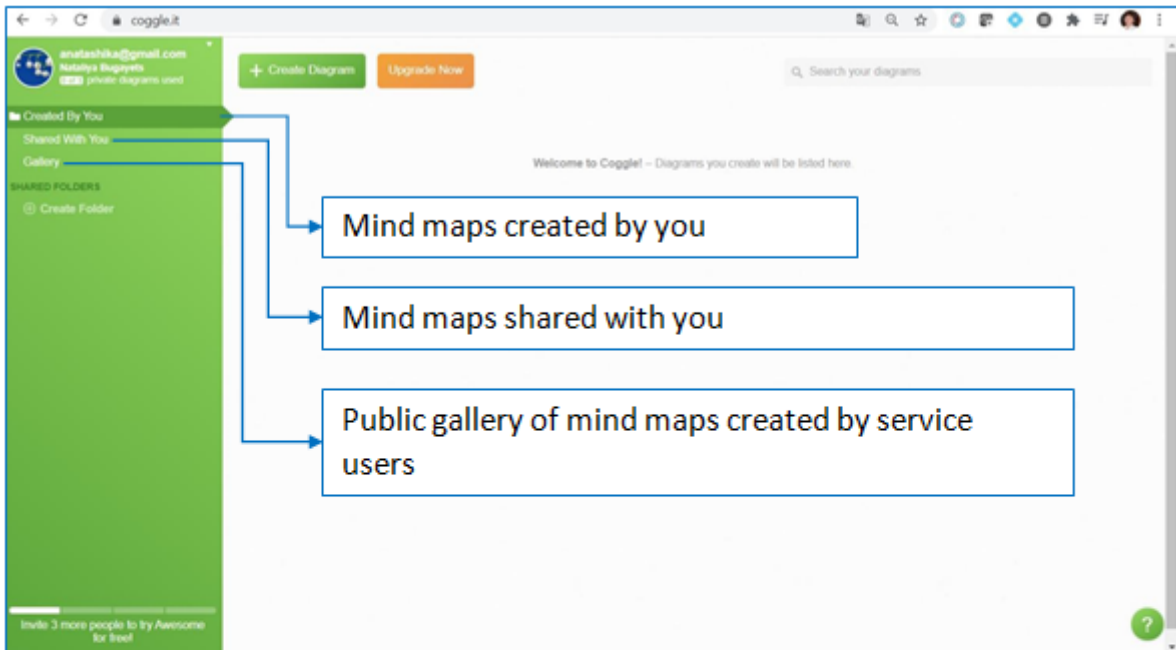 coggle.it
anatashika@gmail.com
Nataliya Bugayets
private diagrams used
+ Create Diagram
Upgrade Now
Search your diagrams
Created By You
Shared With You
Gallery
Welcome to Coggle! – Diagrams you create will be listed here.
SHARED FOLDERS
Create Folder
Mind maps created by you
Mind maps shared with you
Public gallery of mind maps created by service
users
Invite 3 more people to try Awesome
for free!
?